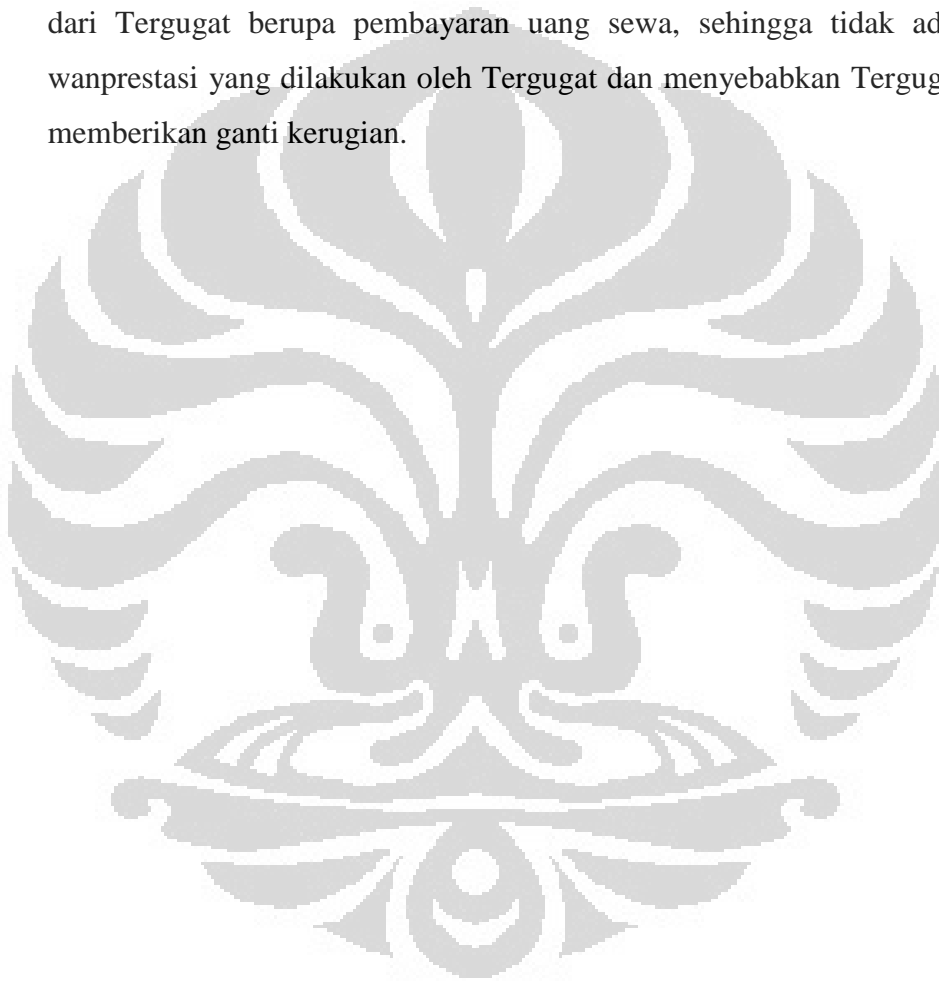 dari Tergugat berupa pembayaran uang sewa, sehingga tidak ad
wanprestasi yang dilakukan oleh Tergugat dan menyebabkan Tergug
memberikan ganti kerugian.